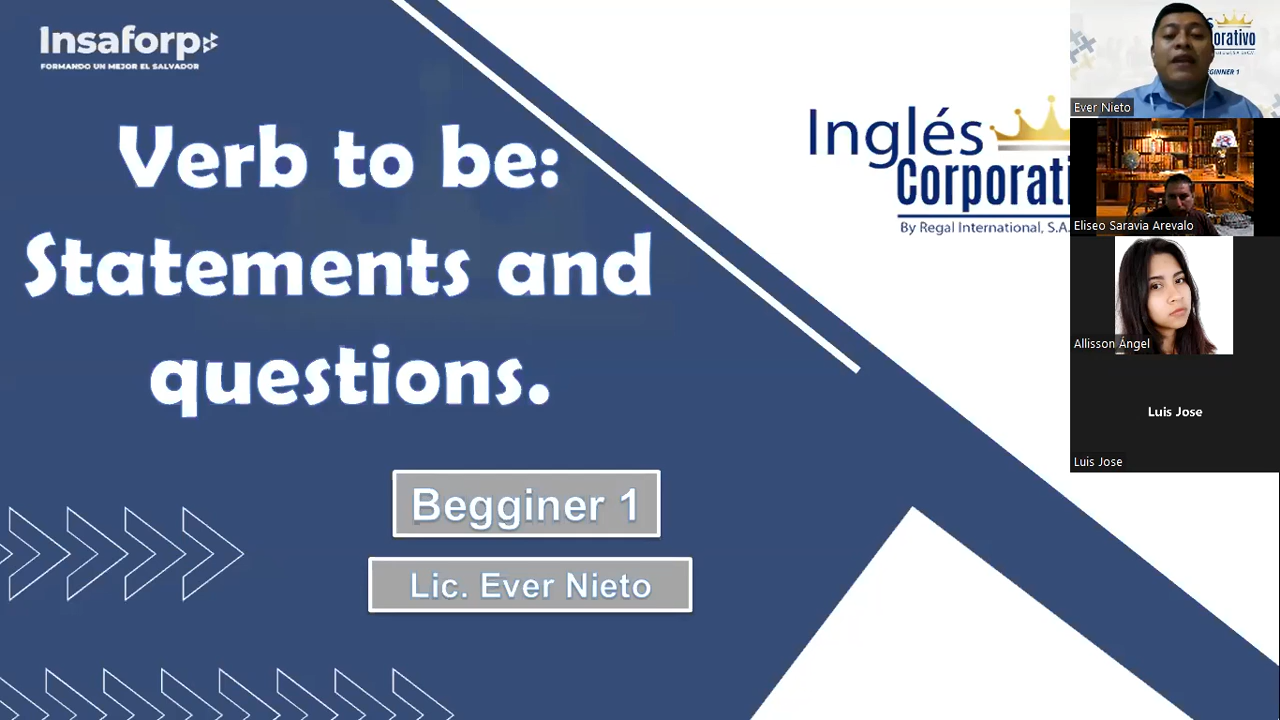 Insaforp
FORMANDO UN MEJOR EL SALVADOR
Verb to be:
Statements and
questions.
Begginer 1
Lic. Ever Nieto
Inglés
Corporati
By Regal International, S.A.
orativo
GINNER 1
Ever Nieto
Eliseo Saravia Arevalo
Allisson Ángel
Luis Jose
Luis Jose